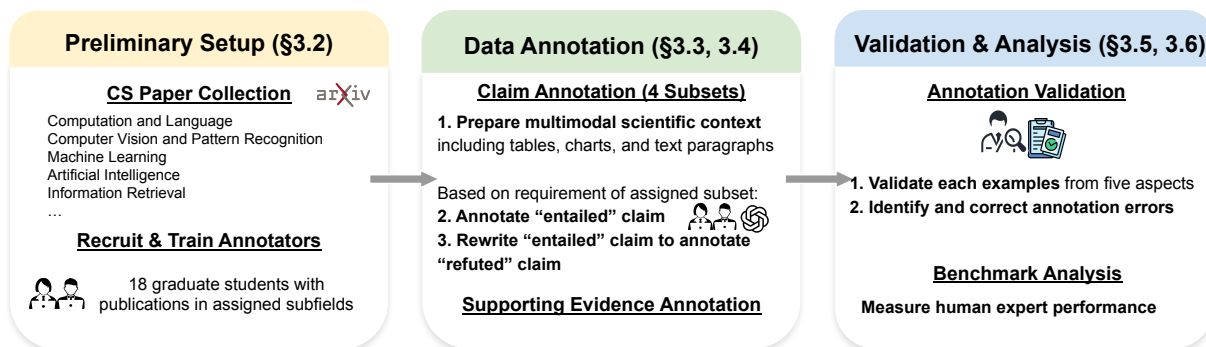 Preliminary Setup (§3.2)
CS Paper Collection
arXiv
Computation and Language
Computer Vision and Pattern Recognition
Machine Learning
Artificial Intelligence
Information Retrieval
…
Recruit & Train Annotators
18 graduate students with
publications in assigned subfields
Data Annotation (§3.3, 3.4)
Claim Annotation (4 Subsets)
1. Prepare multimodal scientific context
including tables, charts, and text paragraphs
Based on requirement of assigned subset:
2. Annotate “entailed” claim
3. Rewrite “entailed” claim to annotate
“refuted” claim
Supporting Evidence Annotation
Validation & Analysis (§3.5, 3.6)
Annotation Validation
1. Validate each examples from five aspects
2. Identify and correct annotation errors
Benchmark Analysis
Measure human expert performance